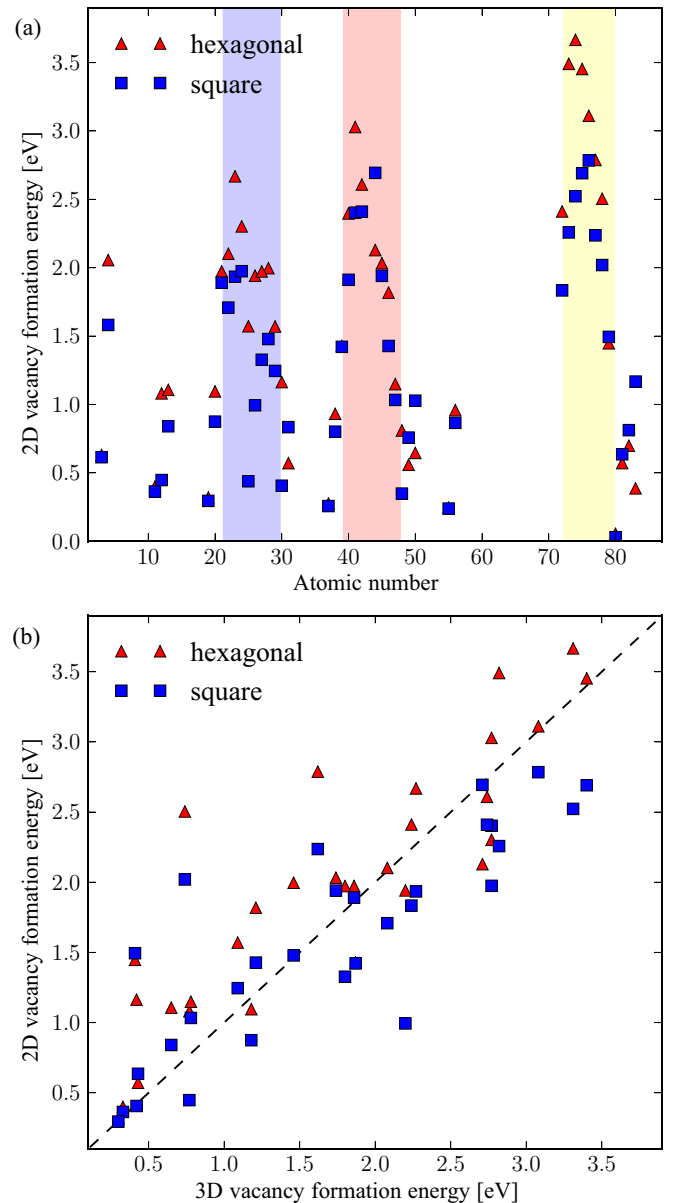 (a)
hexagonal
square
2D vacancy formation energy [eV]
0.0
0.5
1.0
1.5
2.0
2.5
3.0
3.5
10 20 30 40 50 60 70 80
Atomic number
(b)
hexagonal
square
2D vacancy formation energy [eV]
0.5
1.0
1.5
2.0
2.5
3.0
3.5
0.5 1.0 1.5 2.0 2.5 3.0 3.5
3D vacancy formation energy [eV]